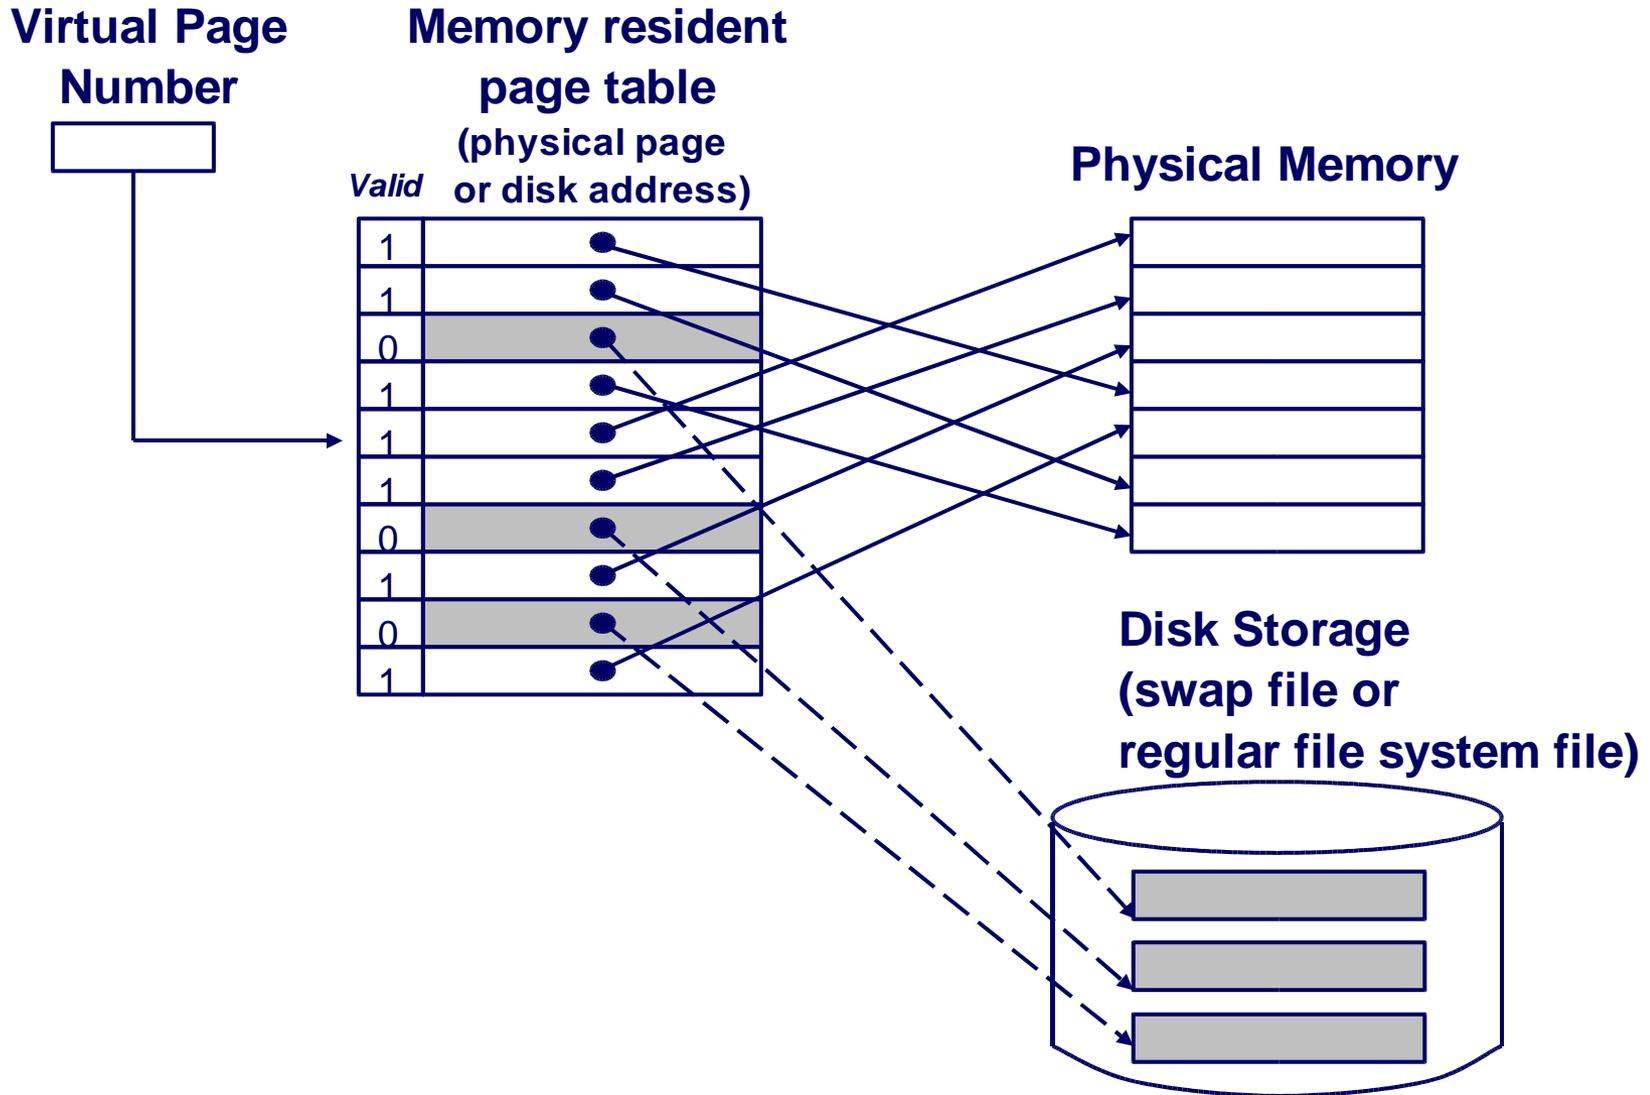 Virtual Page
Number
Memory resident
page table
(physical page
or disk address)
Valid
Physical Memory
1
1
0
1
1
1
0
1
0
1
Disk Storage
(swap file or
regular file system file)